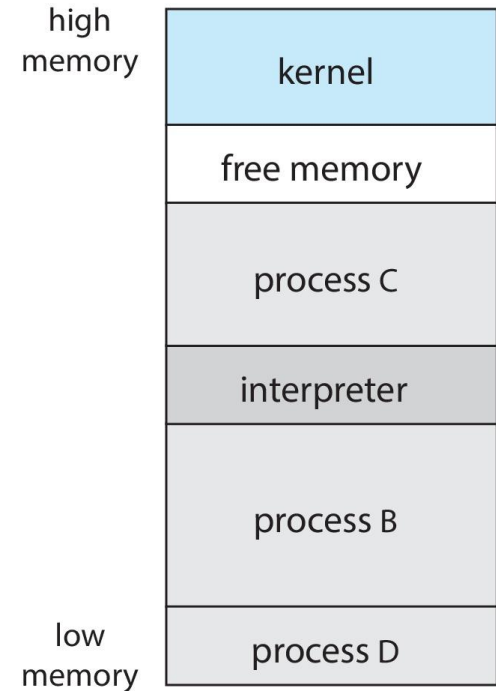 high
memory
kernel
free memory
process C
interpreter
process B
low
memory
process D